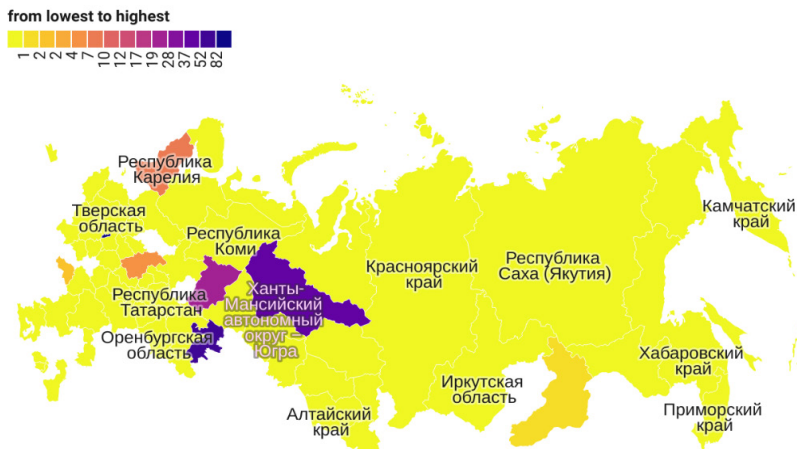 from lowest to highest
1 2 2 4 7 10 12 17 19 28 37 52 82
Республика
Карелия
Тверская
область
Республика
Коми
Камчатский
край
Красноярский
край
Республика
Саха (Якутия)
Ханты-
Мансийский
автономный
округ –
Югра
Республика
Татарстан
Оренбургская
область
Хабаровский
край
Иркутская
область
Алтайский
край
Приморский
край